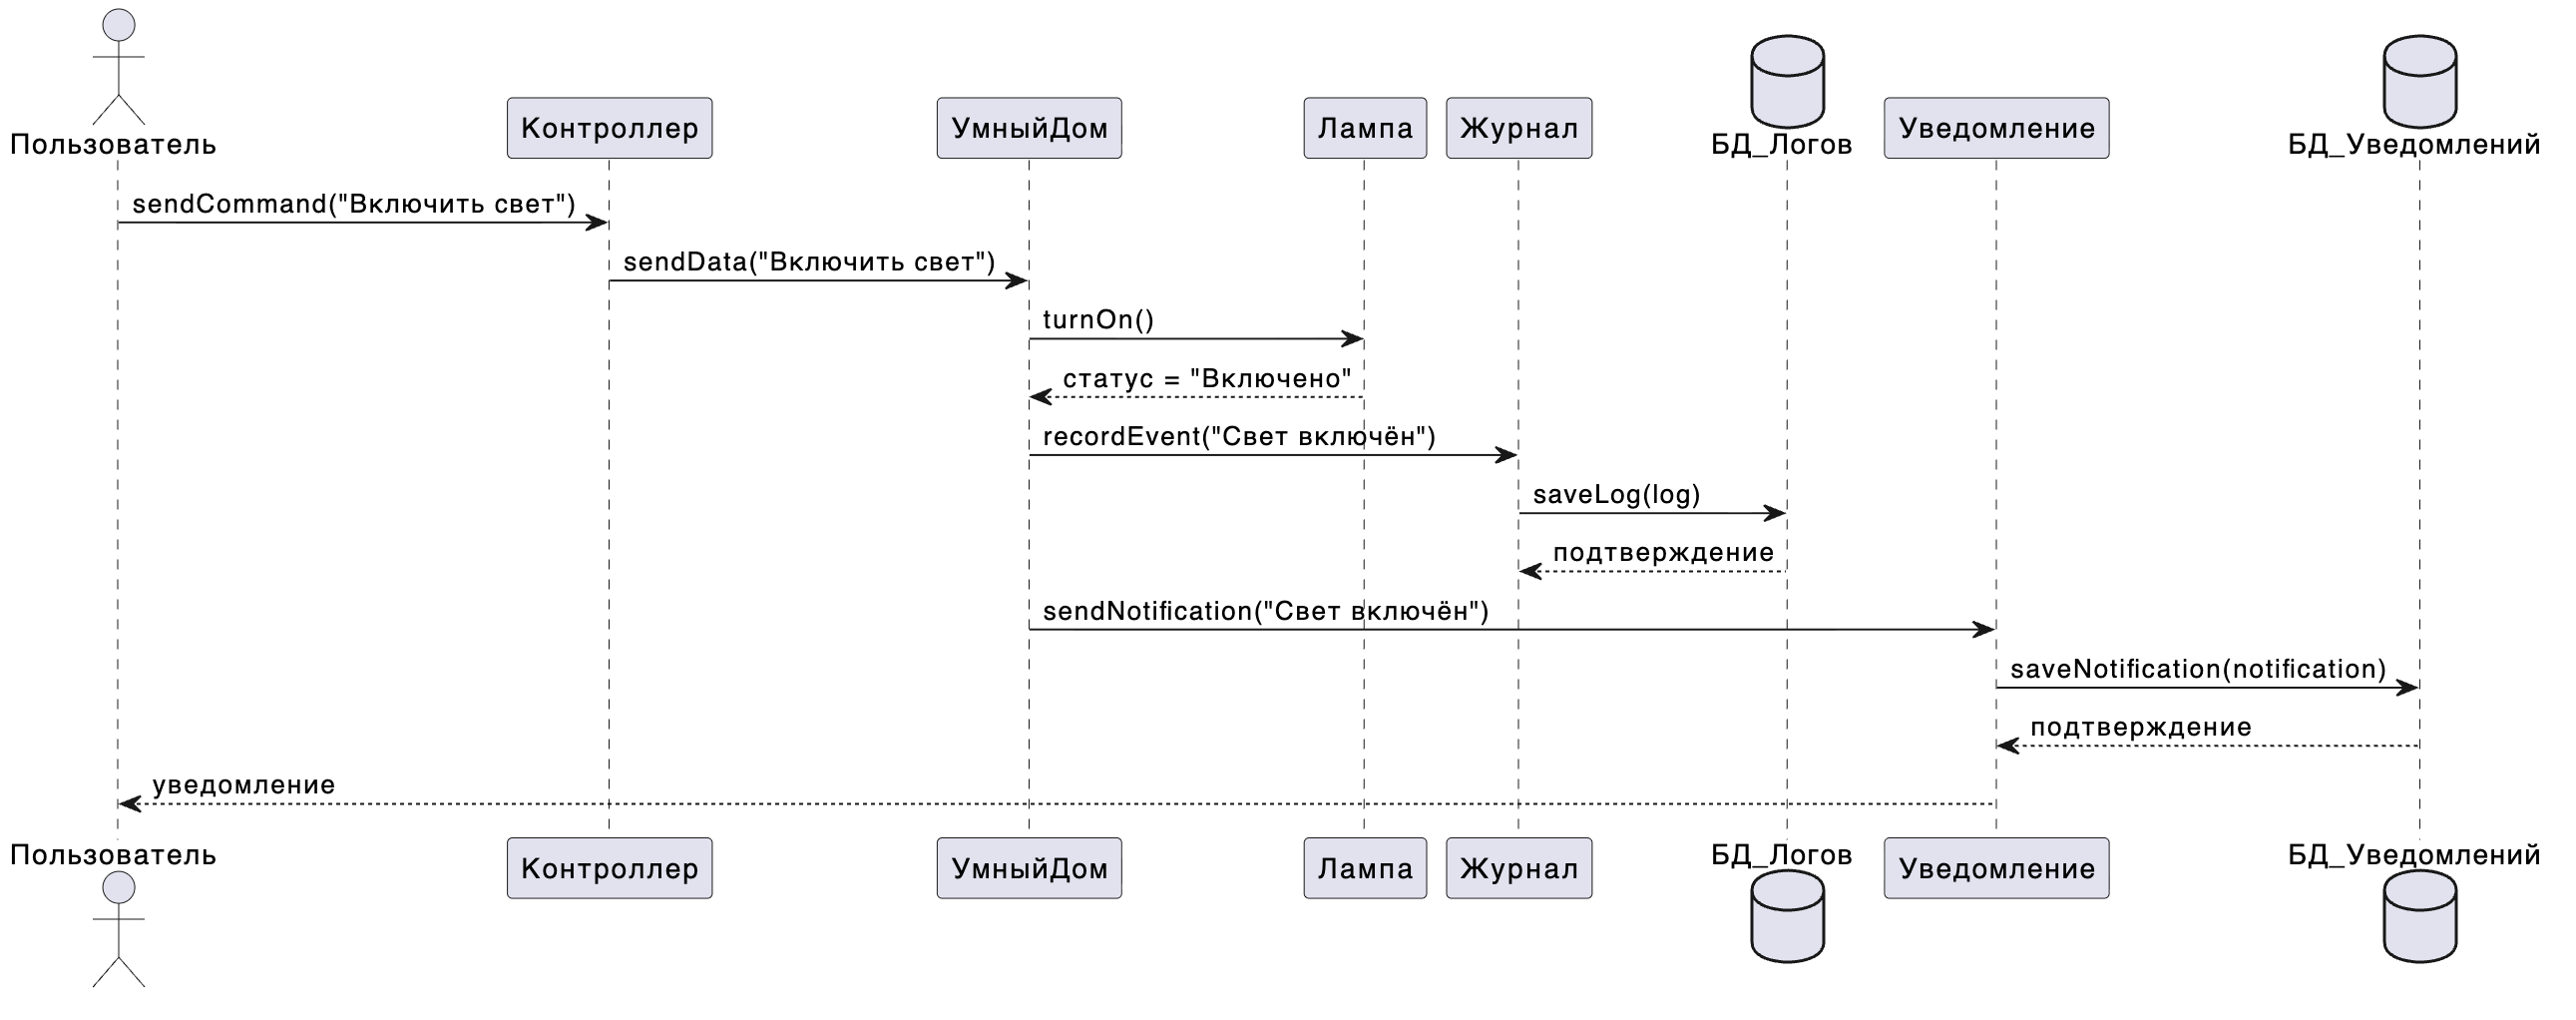 Пользователь
Контроллер
УмныйДом
Лампа
Журнал
БД_Логов
Уведомление
БД_Уведомлений
sendCommand("Включить свет")
sendData("Включить свет")
turnOn()
статус = "Включено"
recordEvent("Свет включён")
saveLog(log)
подтверждение
sendNotification("Свет включён")
saveNotification(notification)
подтверждение
уведомление
Пользователь
Контроллер
УмныйДом
Лампа
Журнал
БД_Логов
Уведомление
БД_Уведомлений